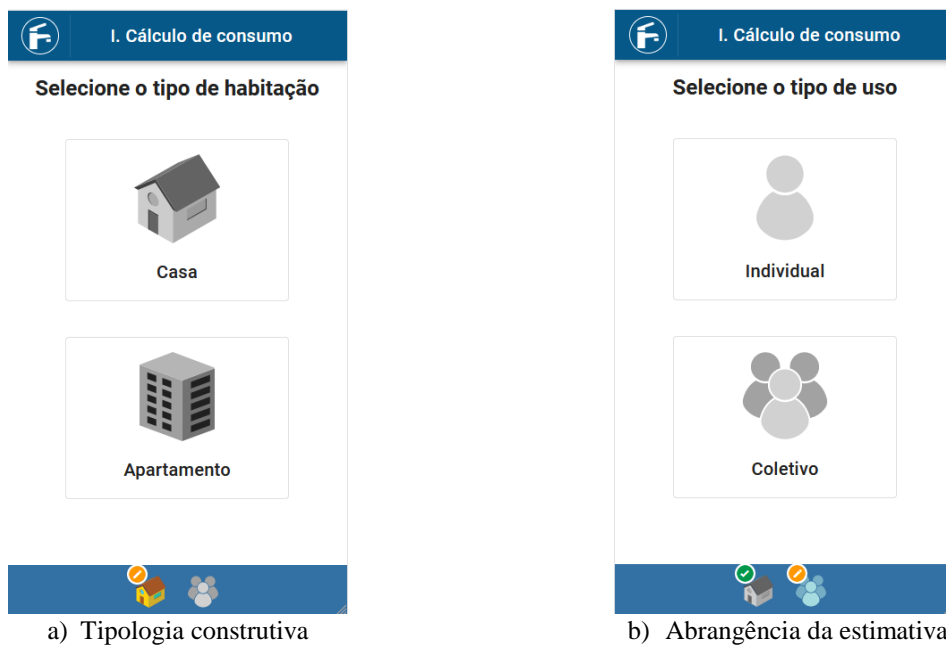 I. Cálculo de consumo
Selecione o tipo de habitação
Casa
Apartamento
a) Tipologia construtiva
I. Cálculo de consumo
Selecione o tipo de uso
Individual
Coletivo
b) Abrangência da estimativa